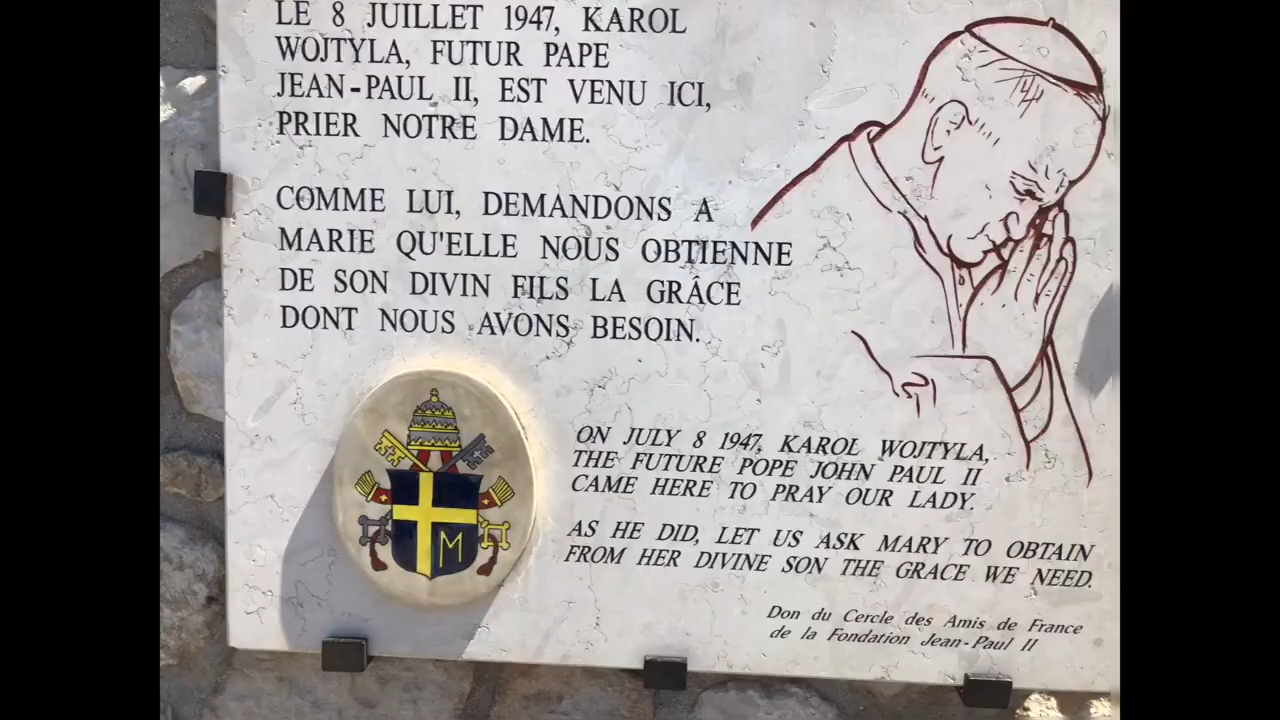 LE 8 JUILLET 1947, KAROL
WOJTYLA, FUTUR PAPE
JEAN-PAUL II, EST VENU ICI,
PRIER NOTRE DAME.
COMME LUI, DEMANDONS A
MARIE QU'ELLE NOUS OBTIENNE
DE SON DIVIN FILS LA GRÂCE
DONT NOUS AVONS BESOIN.
M
ON JULY 8 1947, KAROL WOJTYLA,
THE FUTURE POPE JOHN PAUL II
CAME HERE TO PRAY OUR LADY.
AS HE DID, LET US ASK MARY TO OBTAIN
FROM HER DIVINE SON THE GRACE WE NEED.
Don du Cercle des Amis de France
de la Fondation Jean-Paul II